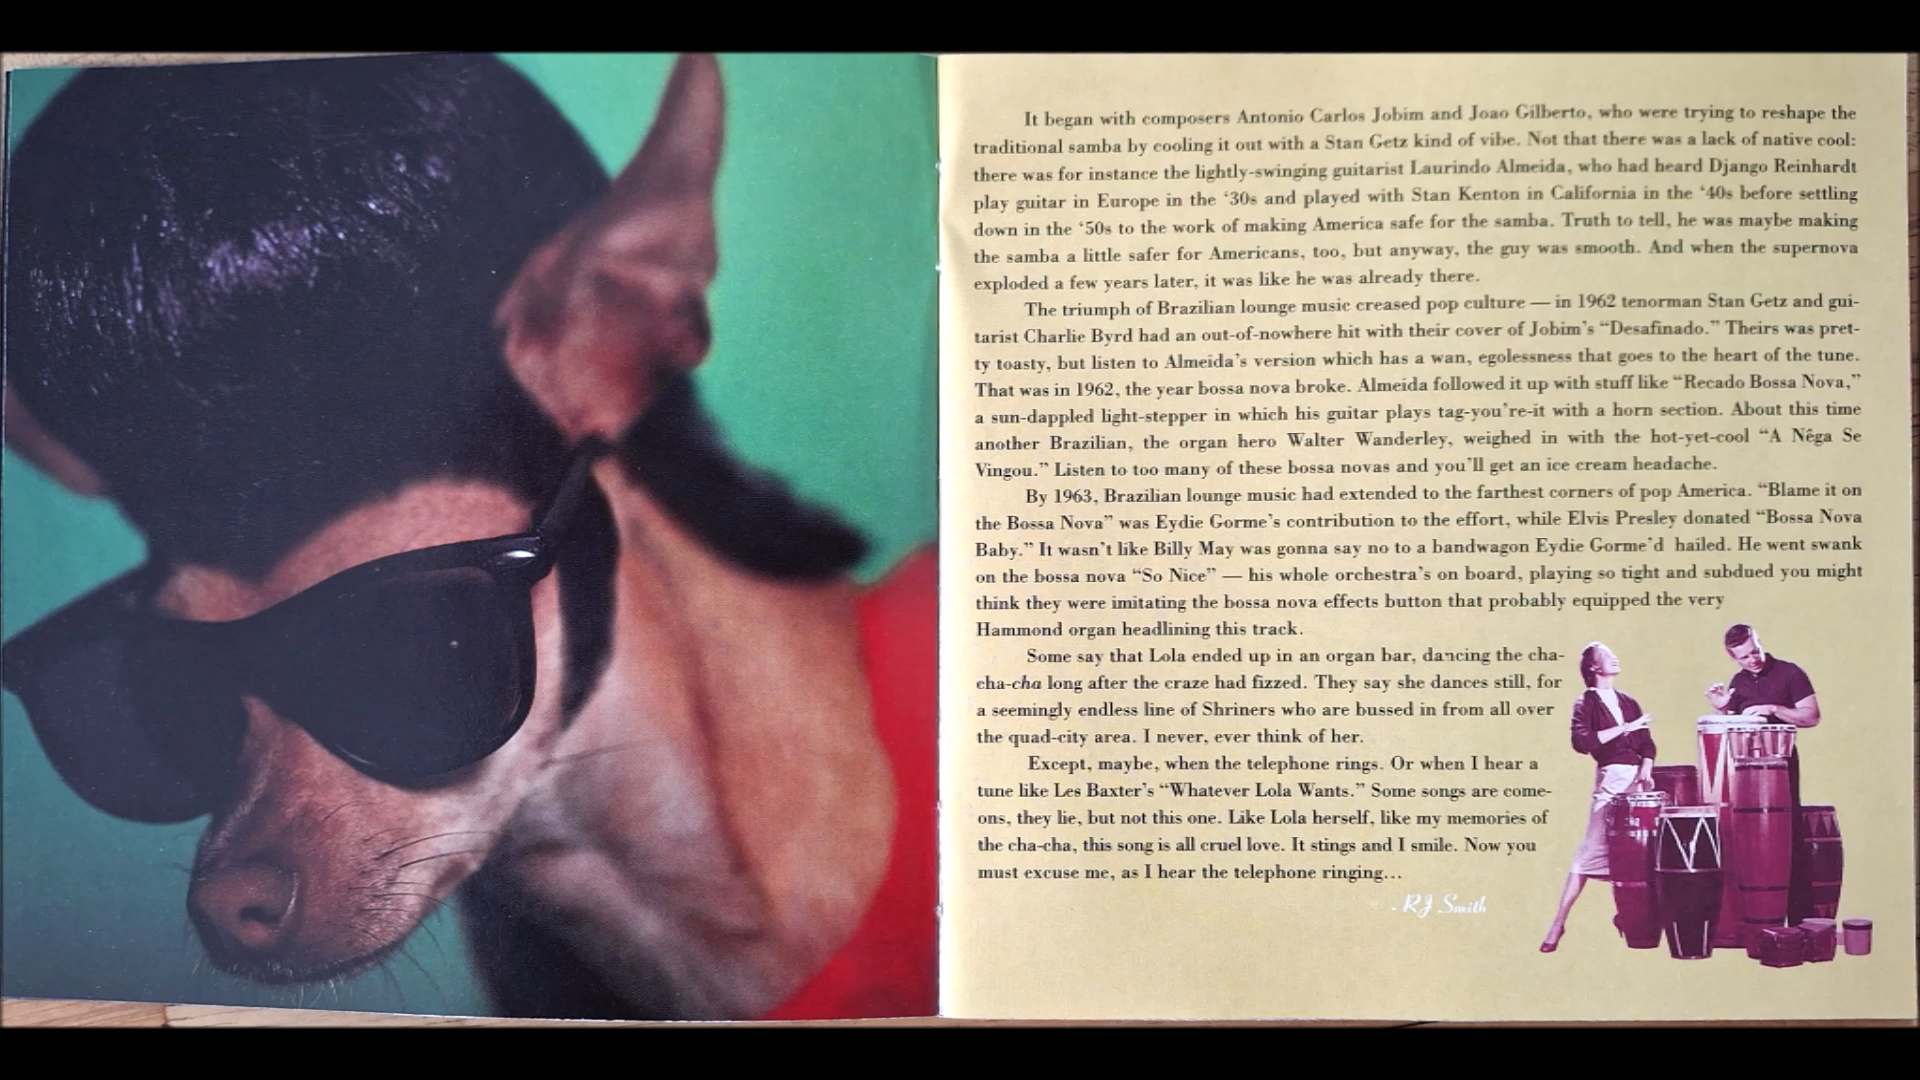 It began with composers Antonio Carlos Jobim and Joao Gilberto, who were trying to reshape the
traditional samba by cooling it out with a Stan Getz kind of vibe. Not that there was a lack of native cool:
there was for instance the lightly-swinging guitarist Laurindo Almeida, who had heard Django Reinhardt
play guitar in Europe in the ‘30s and played with Stan Kenton in California in the ‘40s before settling
down in the ‘50s to the work of making America safe for the samba. Truth to tell, he was maybe making
the samba a little safer for Americans, too, but anyway, the guy was smooth. And when the supernova
exploded a few years later, it was like he was already there.
The triumph of Brazilian lounge music creased pop culture — in 1962 tenorman Stan Getz and gui-
tarist Charlie Byrd had an out-of-nowhere hit with their cover of Jobim’s “Desafinado.” Theirs was pret-
ty toasty, but listen to Almeida’s version which has a wan, egolessness that goes to the heart of the tune.
That was in 1962, the year bossa nova broke. Almeida followed it up with stuff like “Recado Bossa Nova,”
a sun-dappled light-stepper in which his guitar plays tag-you’re-it with a horn section. About this time
another Brazilian, the organ hero Walter Wanderley, weighed in with the hot-yet-cool “A Nêga Se
Vingou.” Listen to too many of these bossa novas and you’ll get an ice cream headache.
By 1963, Brazilian lounge music had extended to the farthest corners of pop America. “Blame it on
the Bossa Nova” was Eydie Gorme’s contribution to the effort, while Elvis Presley donated “Bossa Nova
Baby.” It wasn’t like Billy May was gonna say no to a bandwagon Eydie Gorme’d hailed. He went swank
on the bossa nova “So Nice” — his whole orchestra’s on board, playing so tight and subdued you might
think they were imitating the bossa nova effects button that probably equipped the very
Hammond organ headlining this track.
Some say that Lola ended up in an organ bar, dancing the cha-
cha-cha long after the craze had fizzed. They say she dances still, for
a seemingly endless line of Shriners who are bussed in from all over
the quad-city area. I never, ever think of her.
Except, maybe, when the telephone rings. Or when I hear a
tune like Les Baxter’s “Whatever Lola Wants.” Some songs are come-
ons, they lie, but not this one. Like Lola herself, like my memories of
the cha-cha, this song is all cruel love. It stings and I smile. Now you
must excuse me, as I hear the telephone ringing…
- RJ Smith